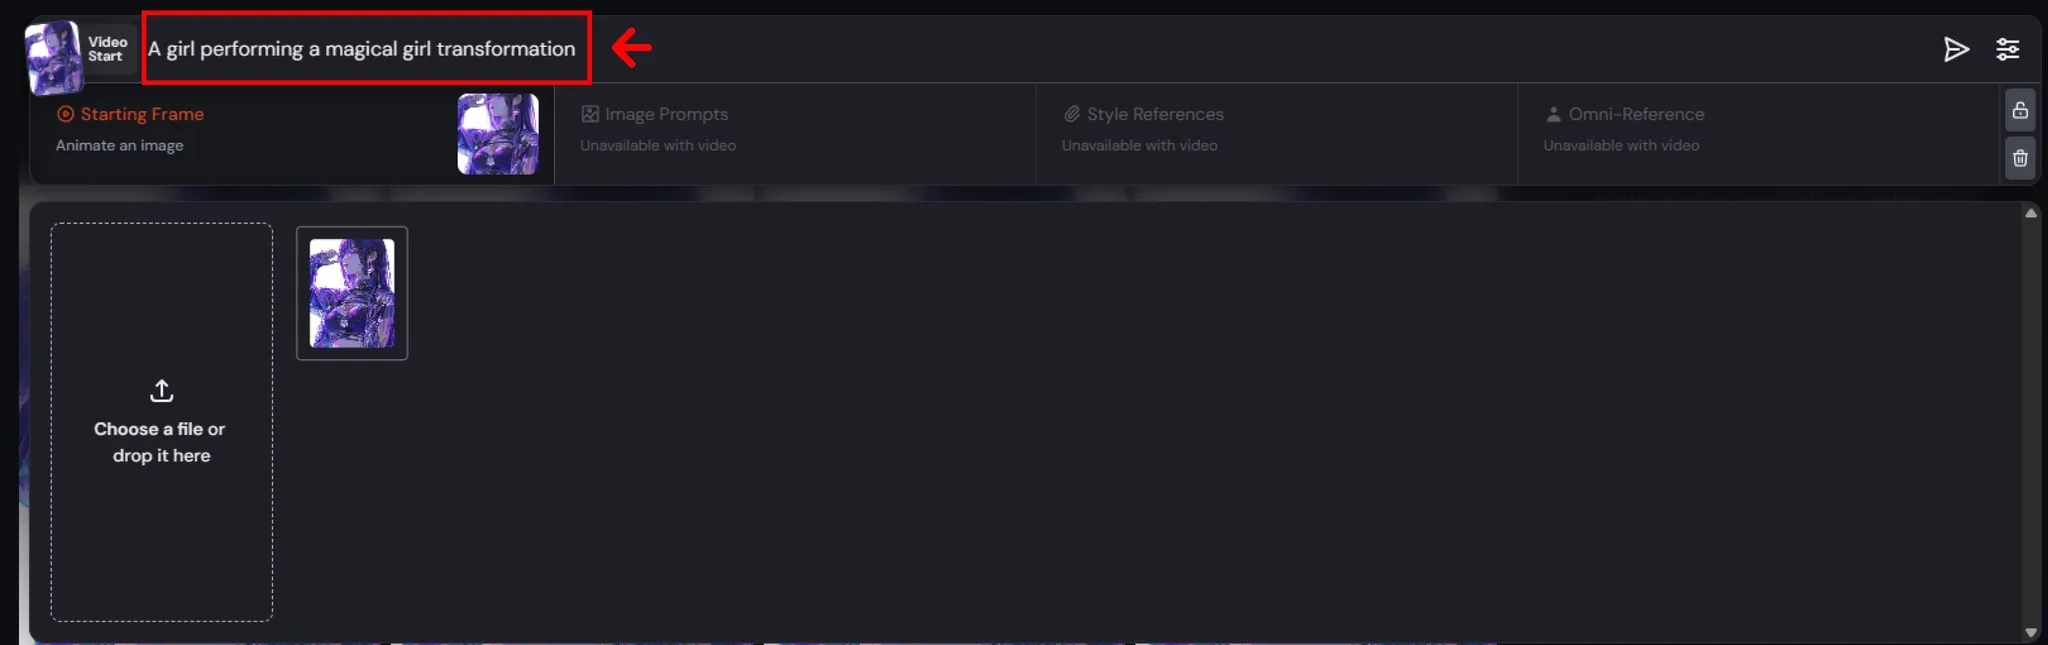 Video
Start
A girl performing a magical girl transformation
Starting Frame
Animate an image
Image Prompts
Unavailable with video
Style References
Unavailable with video
Omni-Reference
Unavailable with video
Choose a file or
drop it here